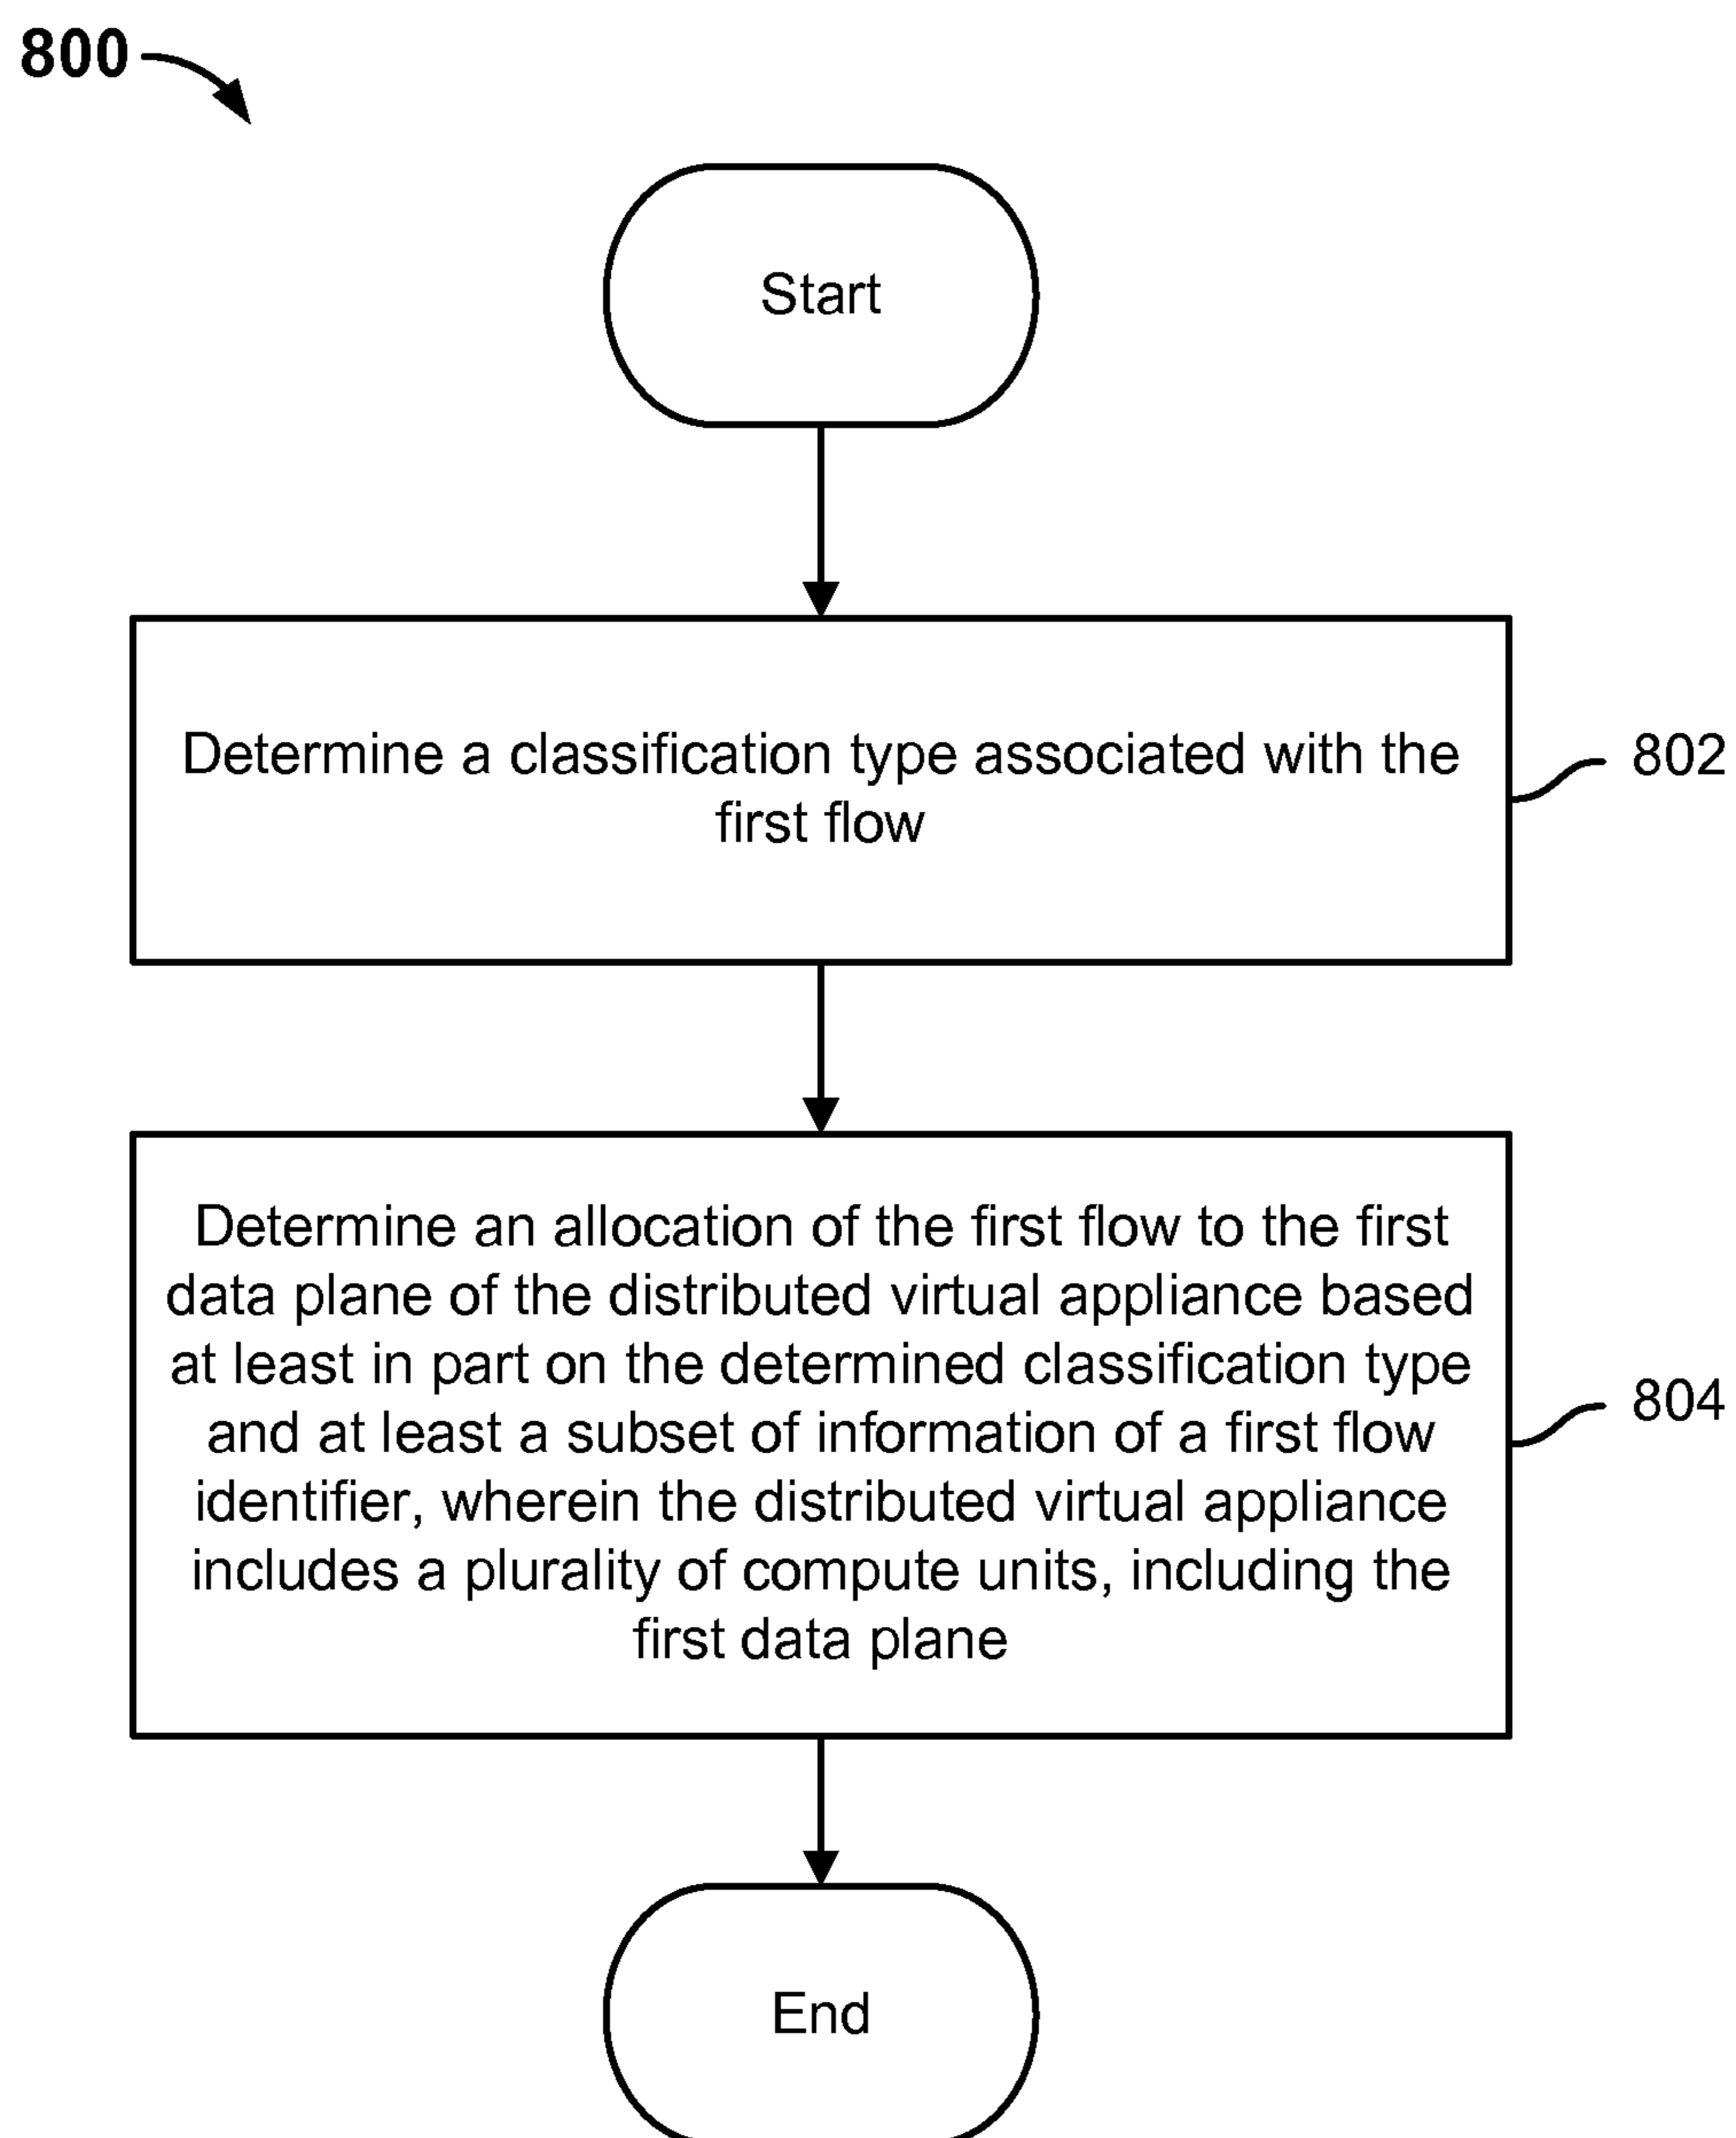 800
Start
Determine a classification type associated with the
first flow
802
Determine an allocation of the first flow to the first
data plane of the distributed virtual appliance based
at least in part on the determined classification type
and at least a subset of information of a first flow
identifier, wherein the distributed virtual appliance
includes a plurality of compute units, including the
first data plane
804
End